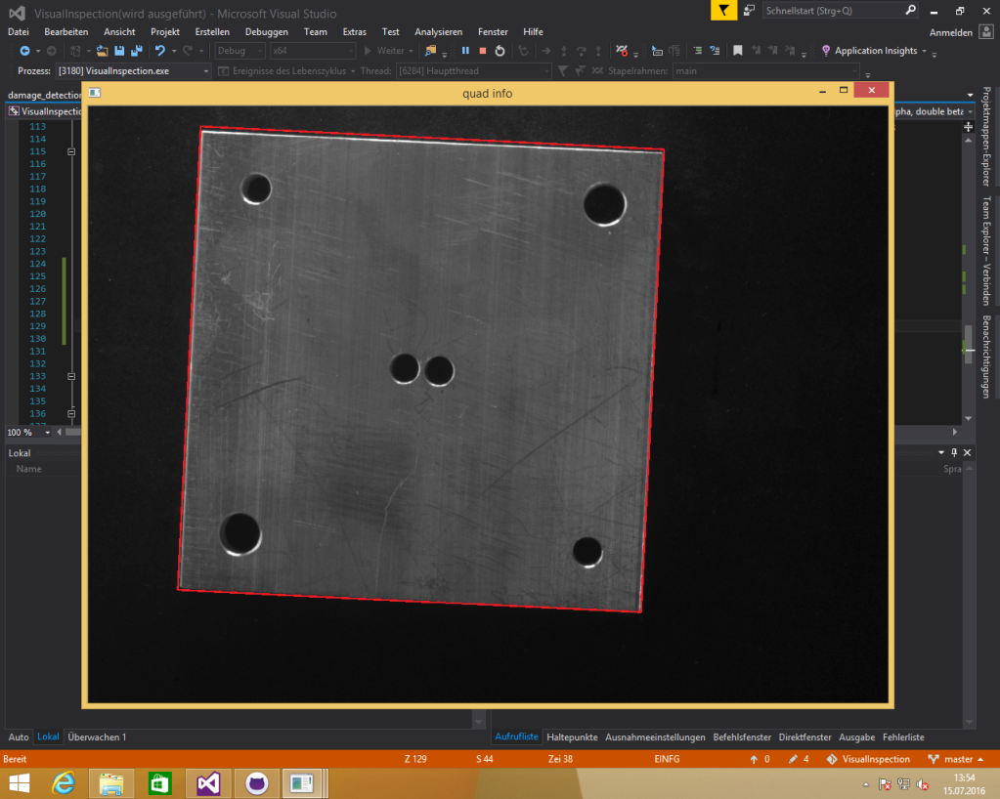 VisualInspection(wird ausgeführt) - Microsoft Visual Studio
Schnellstart (Strg+Q)
Datei Bearbeiten Ansicht Projekt Erstellen Debuggen Team Extras Test Analysieren Fenster Hilfe
Anmelden
Debug x64 Weiter Application Insights
Prozess: [3180] VisualInspection.exe Ereignisse des Lebenszyklus Thread: [6284] Hauptthread Stapelrahmen: main
damage_detection
quad info
VisualInspectio
pha, double beta
113
114
115
116
117
118
119
120
121
122
123
124
125
126
127
128
129
130
131
132
133
134
135
136
Projektmappen-Explorer
Team Explorer – Verbinden
Benachrichtigungen
100 %
Lokal
Name
Spra
Auto Lokal Überwachen 1
Aufrufliste Haltepunkte Ausnahmeeinstellungen Befehlsfenster Direktfenster Ausgabe Fehlerliste
Bereit Z 129 S 44 Zei 38 EINFG 0 4 VisualInspection master
13:54
15.07.2016